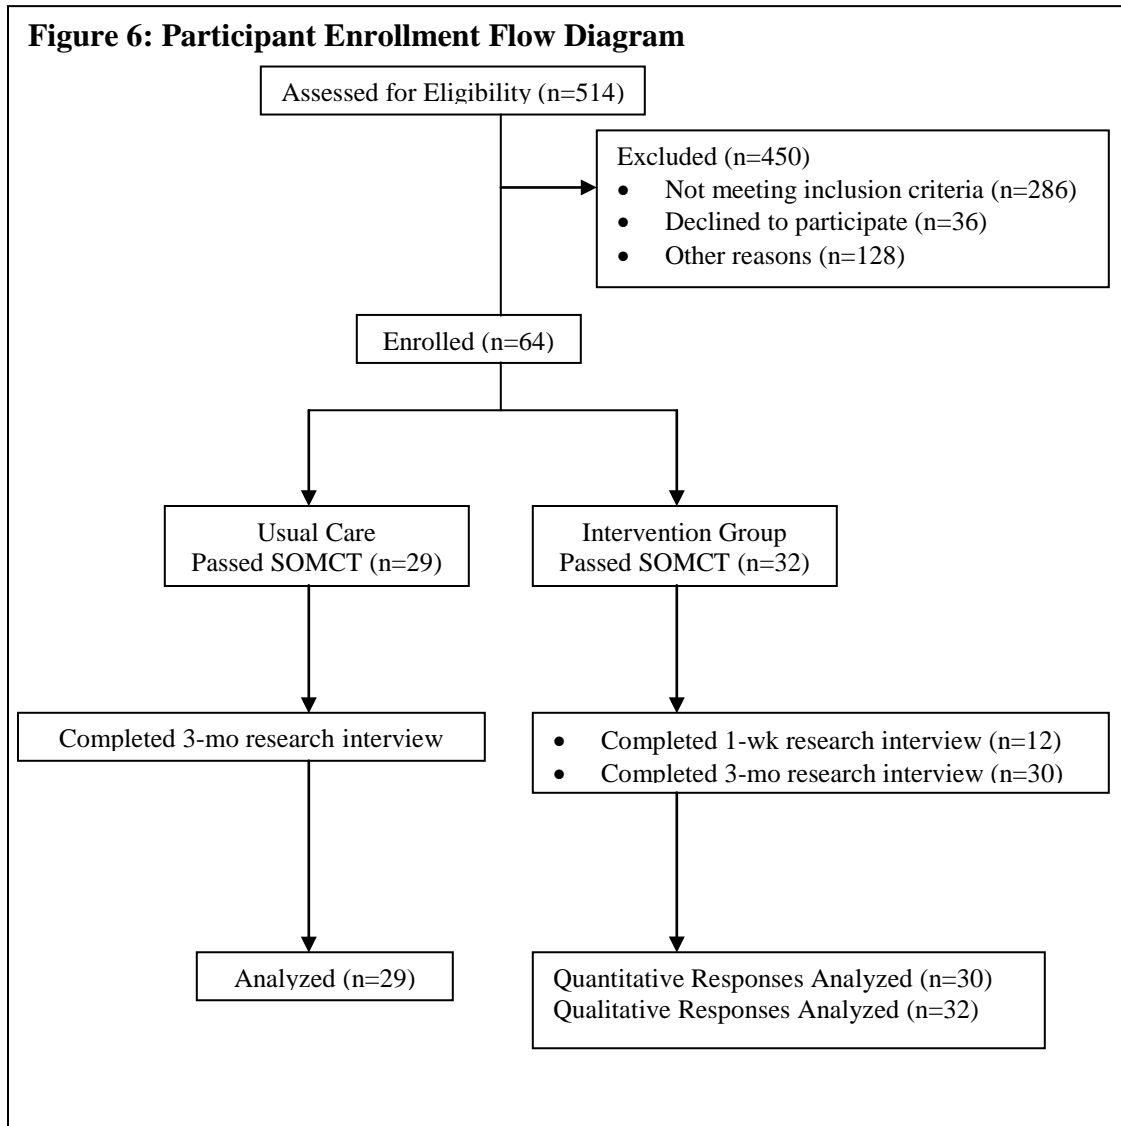 Figure 6: Participant Enrollment Flow Diagram
Assessed for Eligibility (n=514)
Excluded (n=450)
• Not meeting inclusion criteria (n=286)
• Declined to participate (n=36)
• Other reasons (n=128)
Enrolled (n=64)
Usual Care
Passed SOMCT (n=29)
Intervention Group
Passed SOMCT (n=32)
Completed 3-mo research interview
• Completed 1-wk research interview (n=12)
• Completed 3-mo research interview (n=30)
Analyzed (n=29)
Quantitative Responses Analyzed (n=30)
Qualitative Responses Analyzed (n=32)